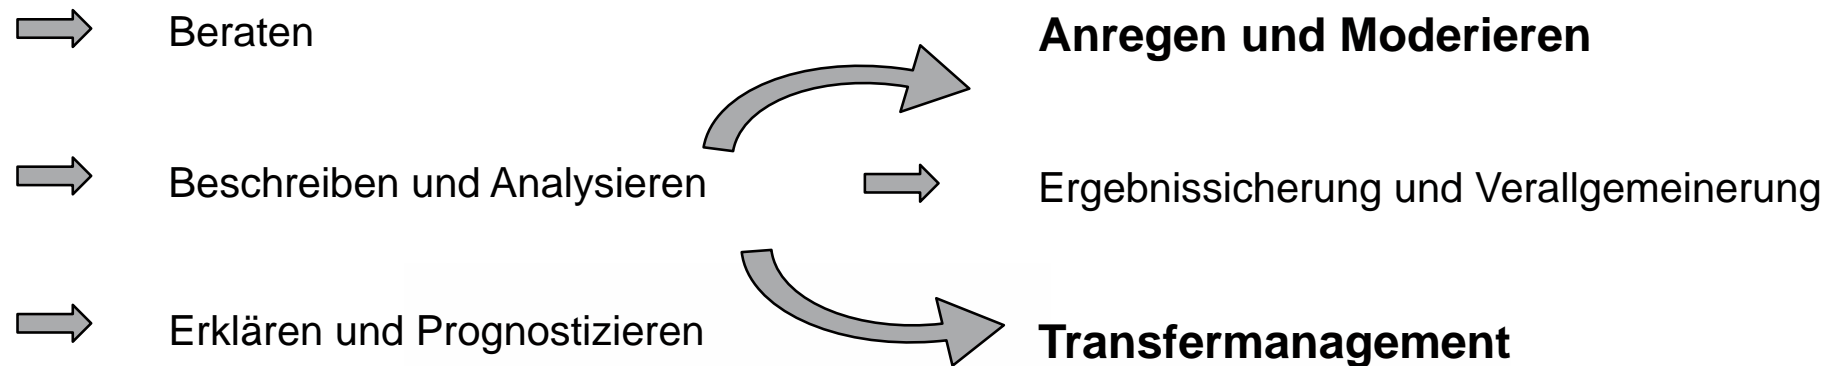 Beraten
Anregen und Moderieren
Beschreiben und Analysieren
Ergebnissicherung und Verallgemeinerung
Erklären und Prognostizieren
Transfermanagement